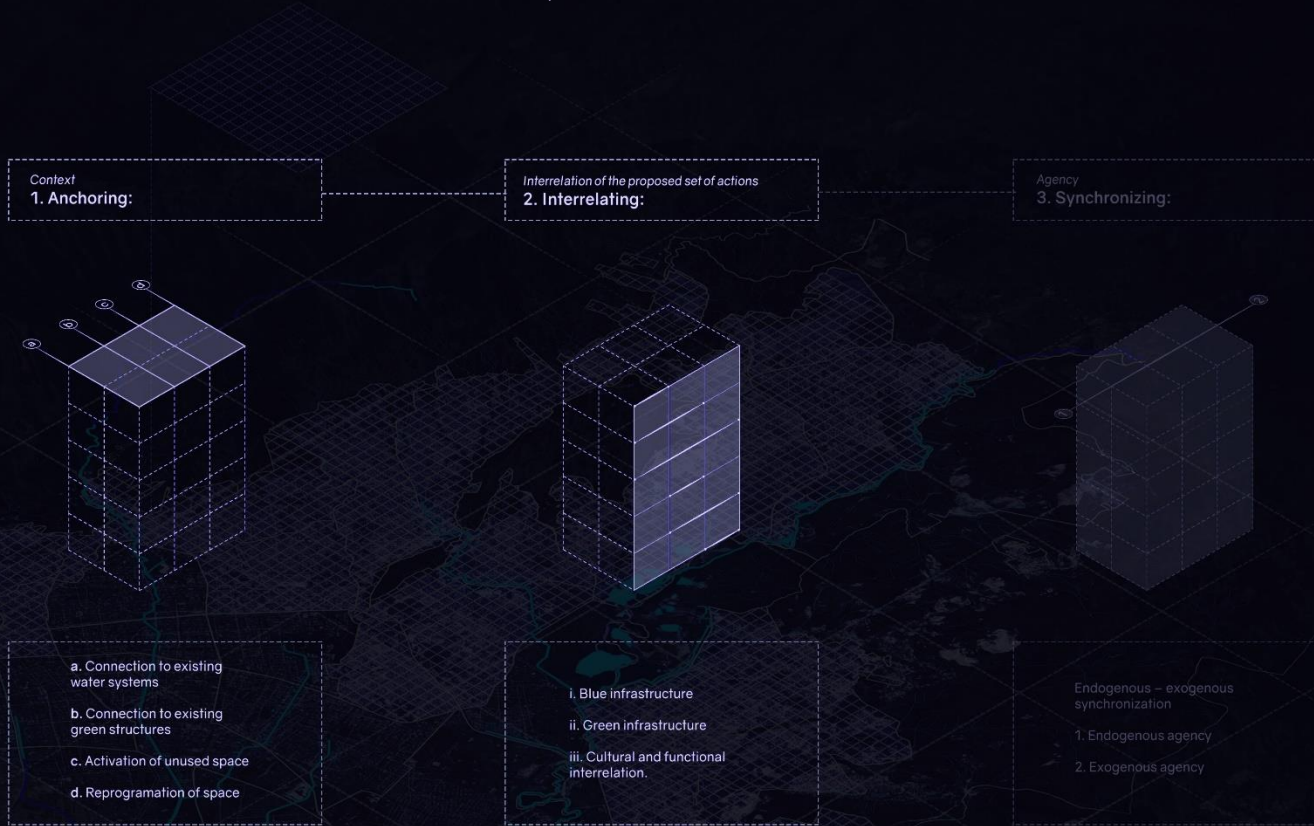 Context
1. Anchoring:
Interrelation of the proposed set of actions
2. Interrelating:
Agency
3. Synchronizing:
a
b
c
d
2
1
a. Connection to existing
water systems
b. Connection to existing
green structures
c. Activation of unused space
d. Reprogramation of space
i. Blue infrastructure
ii. Green infrastructure
iii. Cultural and functional
interrelation.
Endogenous – exogenous
synchronization
1. Endogenous agency
2. Exogenous agency